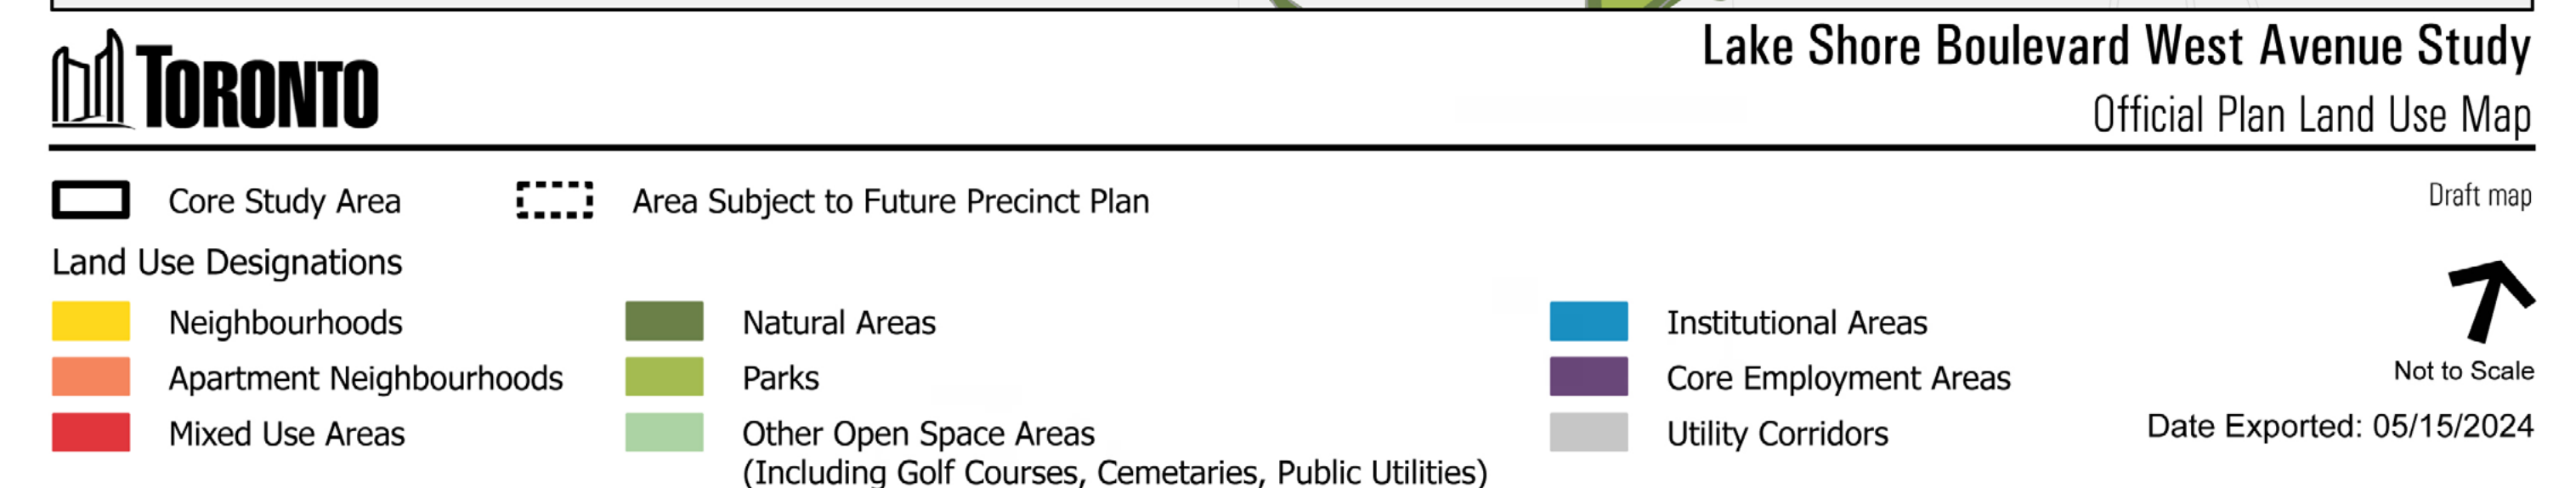 TORONTO
Lake Shore Boulevard West Avenue Study
Official Plan Land Use Map
Core Study Area
Area Subject to Future Precinct Plan
Draft map
Land Use Designations
Neighbourhoods
Apartment Neighbourhoods
Mixed Use Areas
Natural Areas
Parks
Other Open Space Areas
(Including Golf Courses, Cemetaries, Public Utilities)
Institutional Areas
Core Employment Areas
Utility Corridors
Not to Scale
Date Exported: 05/15/2024